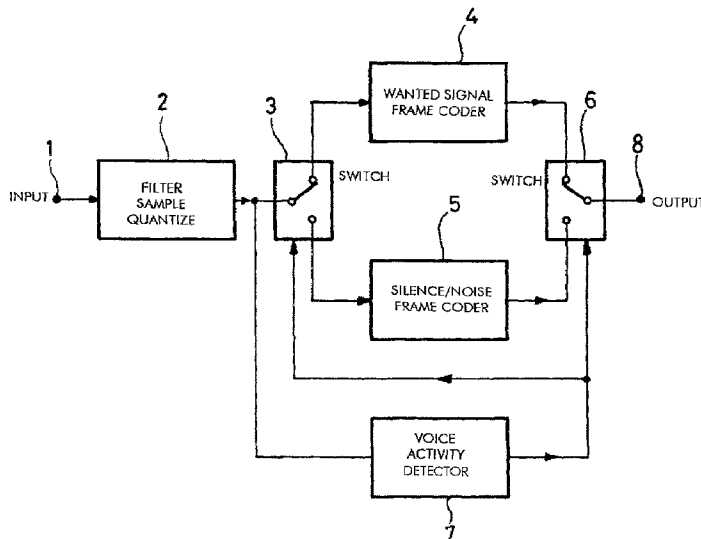 4
WANTED SIGNAL
FRAME CODER
2
3
6
1
8
INPUT
FILTER
SAMPLE
QUANTIZE
SWITCH
SWITCH
OUTPUT
5
SILENCE/NOISE
FRAME CODER
VOICE
ACTIVITY
DETECTOR
7